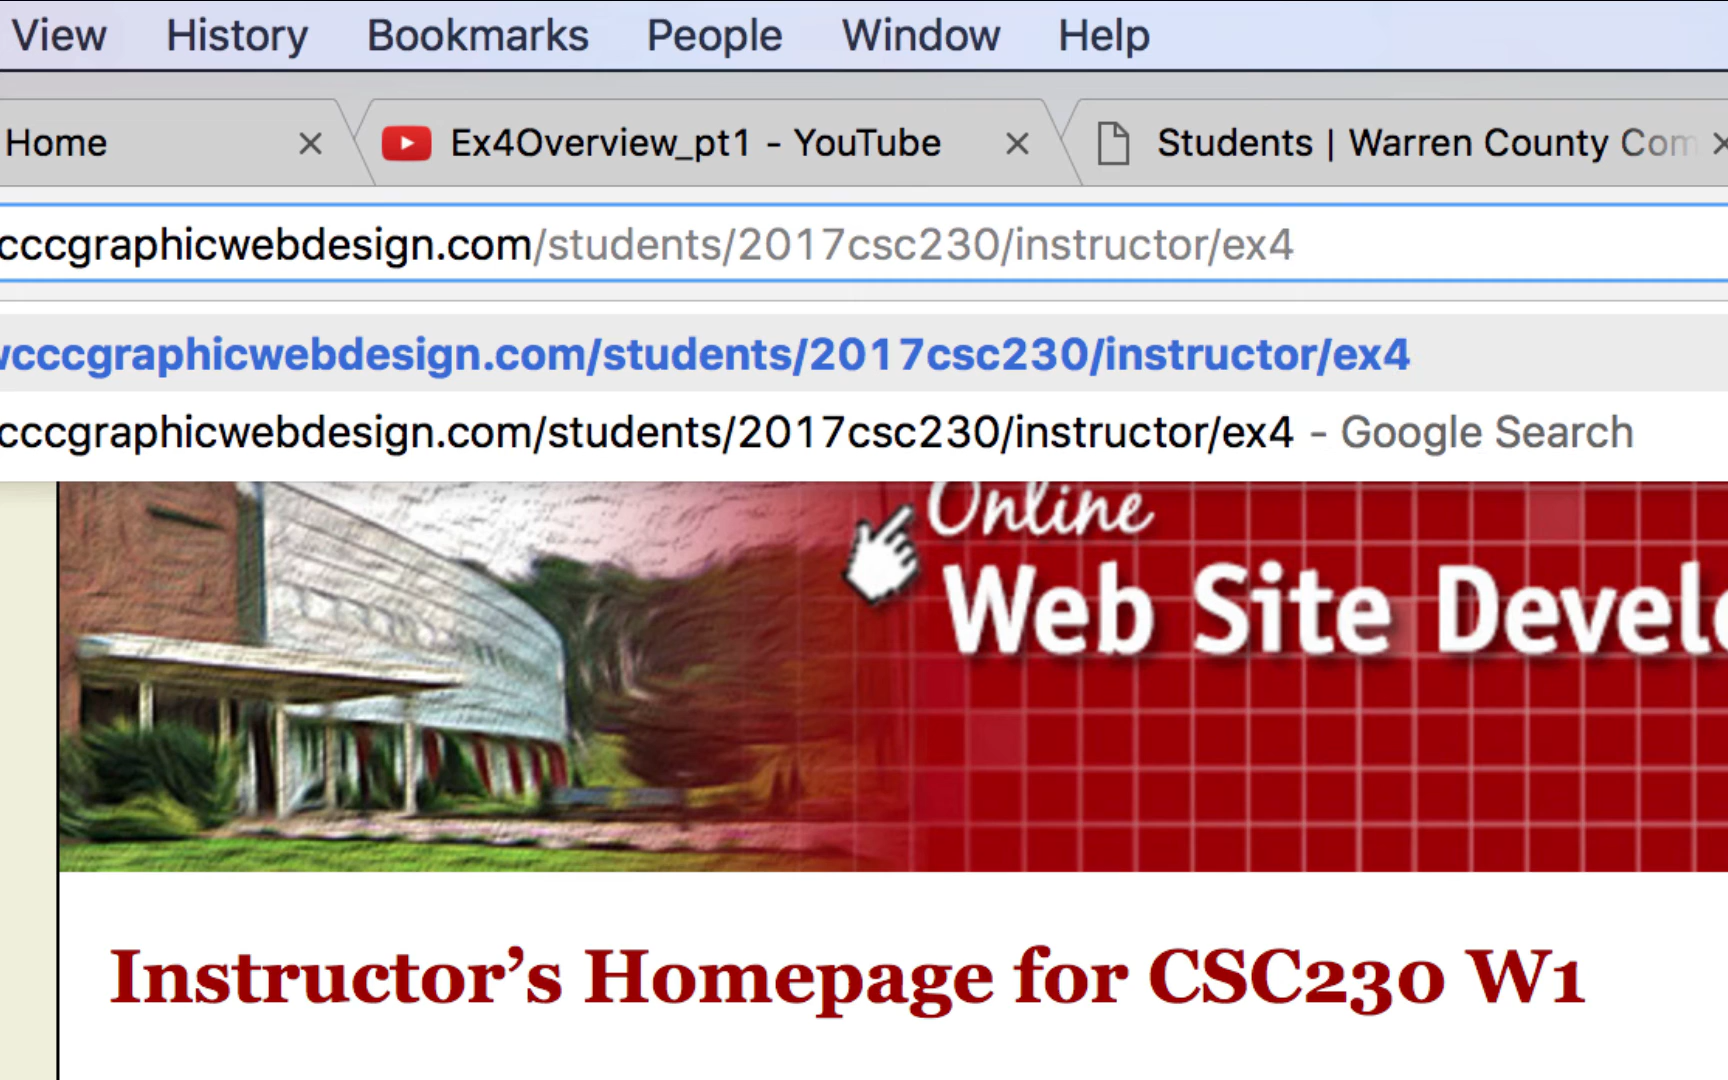 View History Bookmarks People Window Help
Home Ex4Overview_pt1 - YouTube Students | Warren County Com
cccgraphicwebdesign.com/students/2017csc230/instructor/ex4
wcccgraphicwebdesign.com/students/2017csc230/instructor/ex4
cccgraphicwebdesign.com/students/2017csc230/instructor/ex4 - Google Search
Online
Web Site Develo
Instructor’s Homepage for CSC230 W1